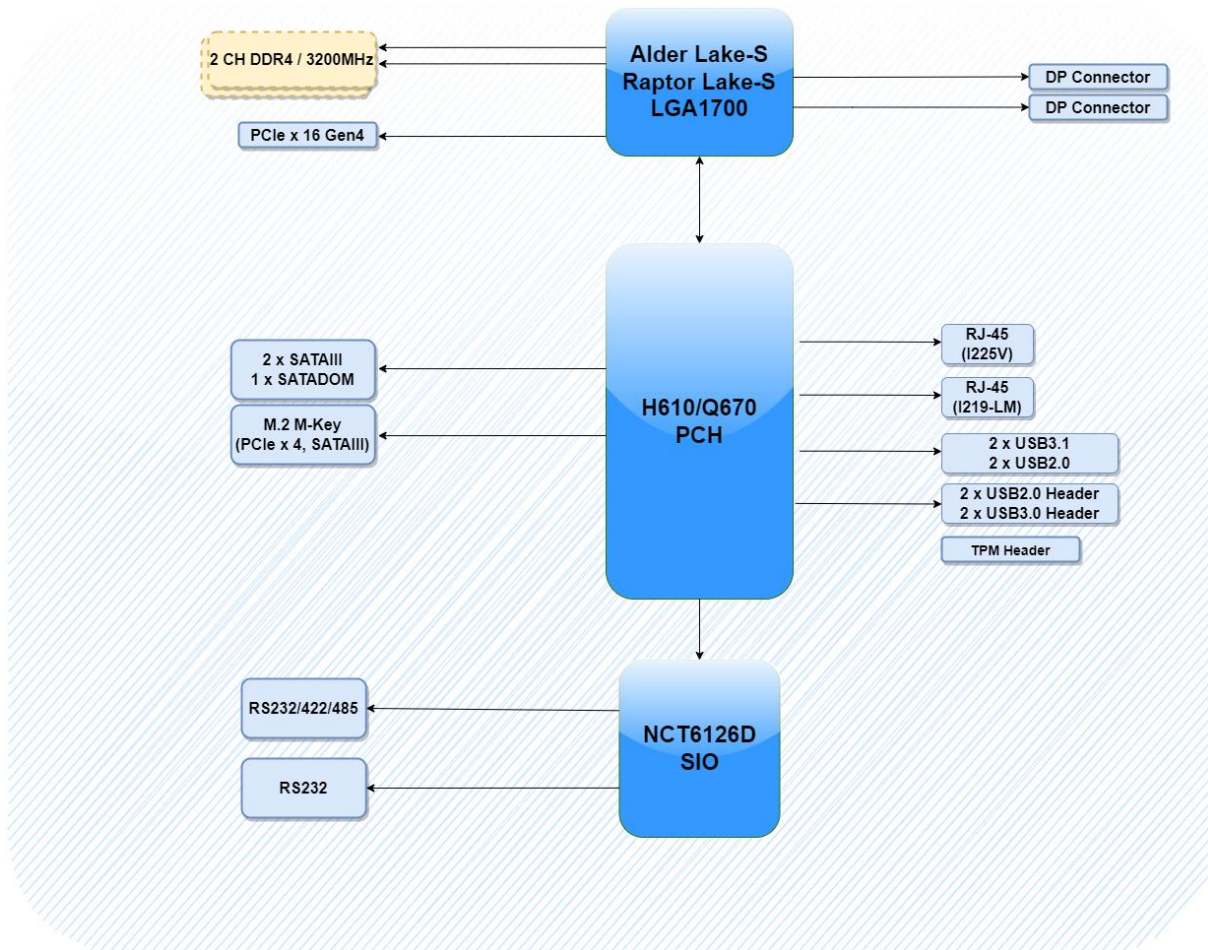 2 CH DDR4 / 3200MHz
PCIe x 16 Gen4
Alder Lake-S
Raptor Lake-S
LGA1700
DP Connector
DP Connector
2 x SATAIII
1 x SATADOM
M.2 M-Key
(PCIe x 4, SATAIII)
H610/Q670
PCH
RJ-45
(I225V)
RJ-45
(I219-LM)
2 x USB3.1
2 x USB2.0
2 x USB2.0 Header
2 x USB3.0 Header
TPM Header
RS232/422/485
RS232
NCT6126D
SIO